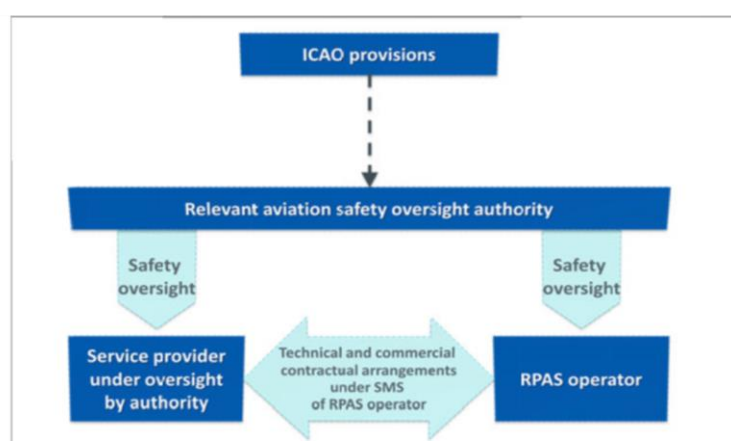 ICAO provisions
Relevant aviation safety oversight authority
Safety
oversight
Safety
oversight
Service provider
under oversight
by authority
Technical and commercial
contractual arrangements
under SMS
of RPAS operator
RPAS operator